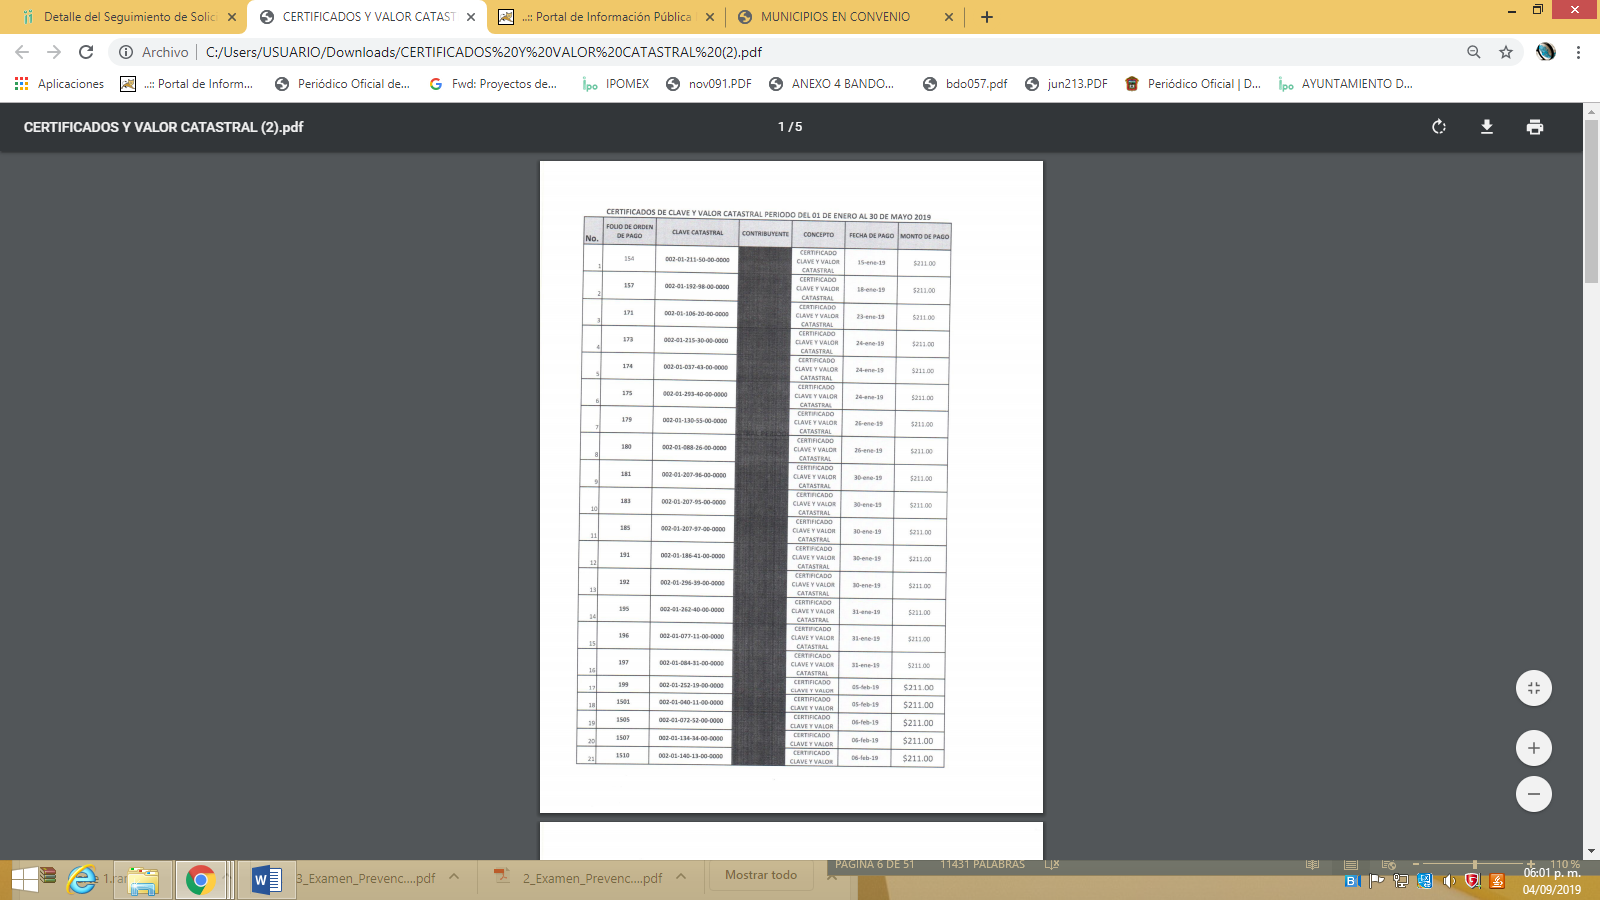 Detalle del Seguimiento de Solici
CERTIFICADOS Y VALOR CATAST
..:: Portal de Información Pública
MUNICIPIOS EN CONVENIO
Archivo
C:/Users/USUARIO/Downloads/CERTIFICADOS%20Y%20VALOR%20CATASTRAL%20(2).pdf
Aplicaciones
..:: Portal de Inform...
Periódico Oficial de...
Fwd: Proyectos de...
IPOMEX
nov091.PDF
ANEXO 4 BANDO...
bdo057.pdf
jun213.PDF
Periódico Oficial | D...
AYUNTAMIENTO D...
CERTIFICADOS Y VALOR CATASTRAL (2).pdf
1 / 5
CERTIFICADOS DE CLAVE Y VALOR CATASTRAL PERIODO DEL 01 DE ENERO AL 30 DE MAYO 2019
No. FOLIO DE ORDEN DE PAGO CLAVE CATASTRAL CONTRIBUYENTE CONCEPTO FECHA DE PAGO MONTO DE PAGO
1 154 002-01-211-50-00-0000 CERTIFICADO CLAVE Y VALOR CATASTRAL 15-ene-19 $211.00
2 157 002-01-192-98-00-0000 CERTIFICADO CLAVE Y VALOR CATASTRAL 18-ene-19 $211.00
3 171 002-01-106-20-00-0000 CERTIFICADO CLAVE Y VALOR CATASTRAL 23-ene-19 $211.00
4 173 002-01-215-30-00-0000 CERTIFICADO CLAVE Y VALOR CATASTRAL 24-ene-19 $211.00
5 174 002-01-037-43-00-0000 CERTIFICADO CLAVE Y VALOR CATASTRAL 24-ene-19 $211.00
6 175 002-01-293-40-00-0000 CERTIFICADO CLAVE Y VALOR CATASTRAL 24-ene-19 $211.00
7 179 002-01-130-55-00-0000 CERTIFICADO CLAVE Y VALOR CATASTRAL 26-ene-19 $211.00
8 180 002-01-088-26-00-0000 CERTIFICADO CLAVE Y VALOR CATASTRAL 26-ene-19 $211.00
9 181 002-01-207-96-00-0000 CERTIFICADO CLAVE Y VALOR CATASTRAL 30-ene-19 $211.00
10 183 002-01-207-95-00-0000 CERTIFICADO CLAVE Y VALOR CATASTRAL 30-ene-19 $211.00
11 185 002-01-207-97-00-0000 CERTIFICADO CLAVE Y VALOR CATASTRAL 30-ene-19 $211.00
12 191 002-01-186-41-00-0000 CERTIFICADO CLAVE Y VALOR CATASTRAL 30-ene-19 $211.00
13 192 002-01-296-39-00-0000 CERTIFICADO CLAVE Y VALOR CATASTRAL 30-ene-19 $211.00
14 195 002-01-262-40-00-0000 CERTIFICADO CLAVE Y VALOR CATASTRAL 31-ene-19 $211.00
15 196 002-01-077-11-00-0000 CERTIFICADO CLAVE Y VALOR CATASTRAL 31-ene-19 $211.00
16 197 002-01-084-31-00-0000 CERTIFICADO CLAVE Y VALOR CATASTRAL 31-ene-19 $211.00
17 199 002-01-252-19-00-0000 CERTIFICADO CLAVE Y VALOR 05-feb-19 $211.00
18 1501 002-01-040-11-00-0000 CERTIFICADO CLAVE Y VALOR 05-feb-19 $211.00
19 1505 002-01-072-52-00-0000 CERTIFICADO CLAVE Y VALOR 06-feb-19 $211.00
20 1507 002-01-134-34-00-0000 CERTIFICADO CLAVE Y VALOR 06-feb-19 $211.00
21 1510 002-01-140-13-00-0000 CERTIFICADO CLAVE Y VALOR 06-feb-19 $211.00
PÁGINA 6 DE 51
11431 PALABRAS
110 %
3_Examen_Prevenc....pdf
2_Examen_Prevenc....pdf
Mostrar todo
06:01 p. m.
04/09/2019